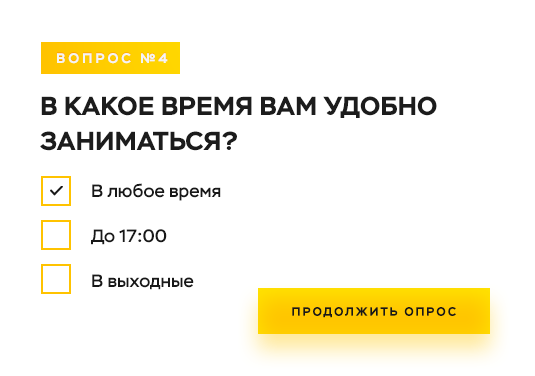 ВОПРОС №4
В КАКОЕ ВРЕМЯ ВАМ УДОБНО
ЗАНИМАТЬСЯ?
В любое время
До 17:00
В выходные
ПРОДОЛЖИТЬ ОПРОС